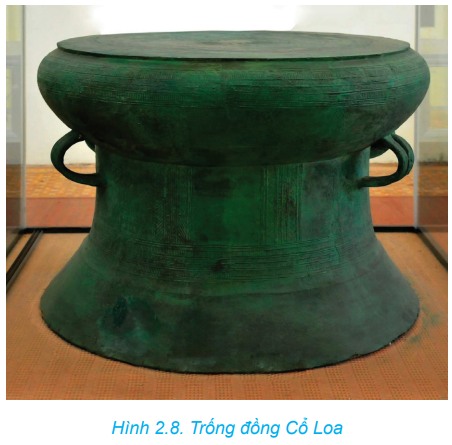 Hình 2.8. Trống đồng Cổ Loa